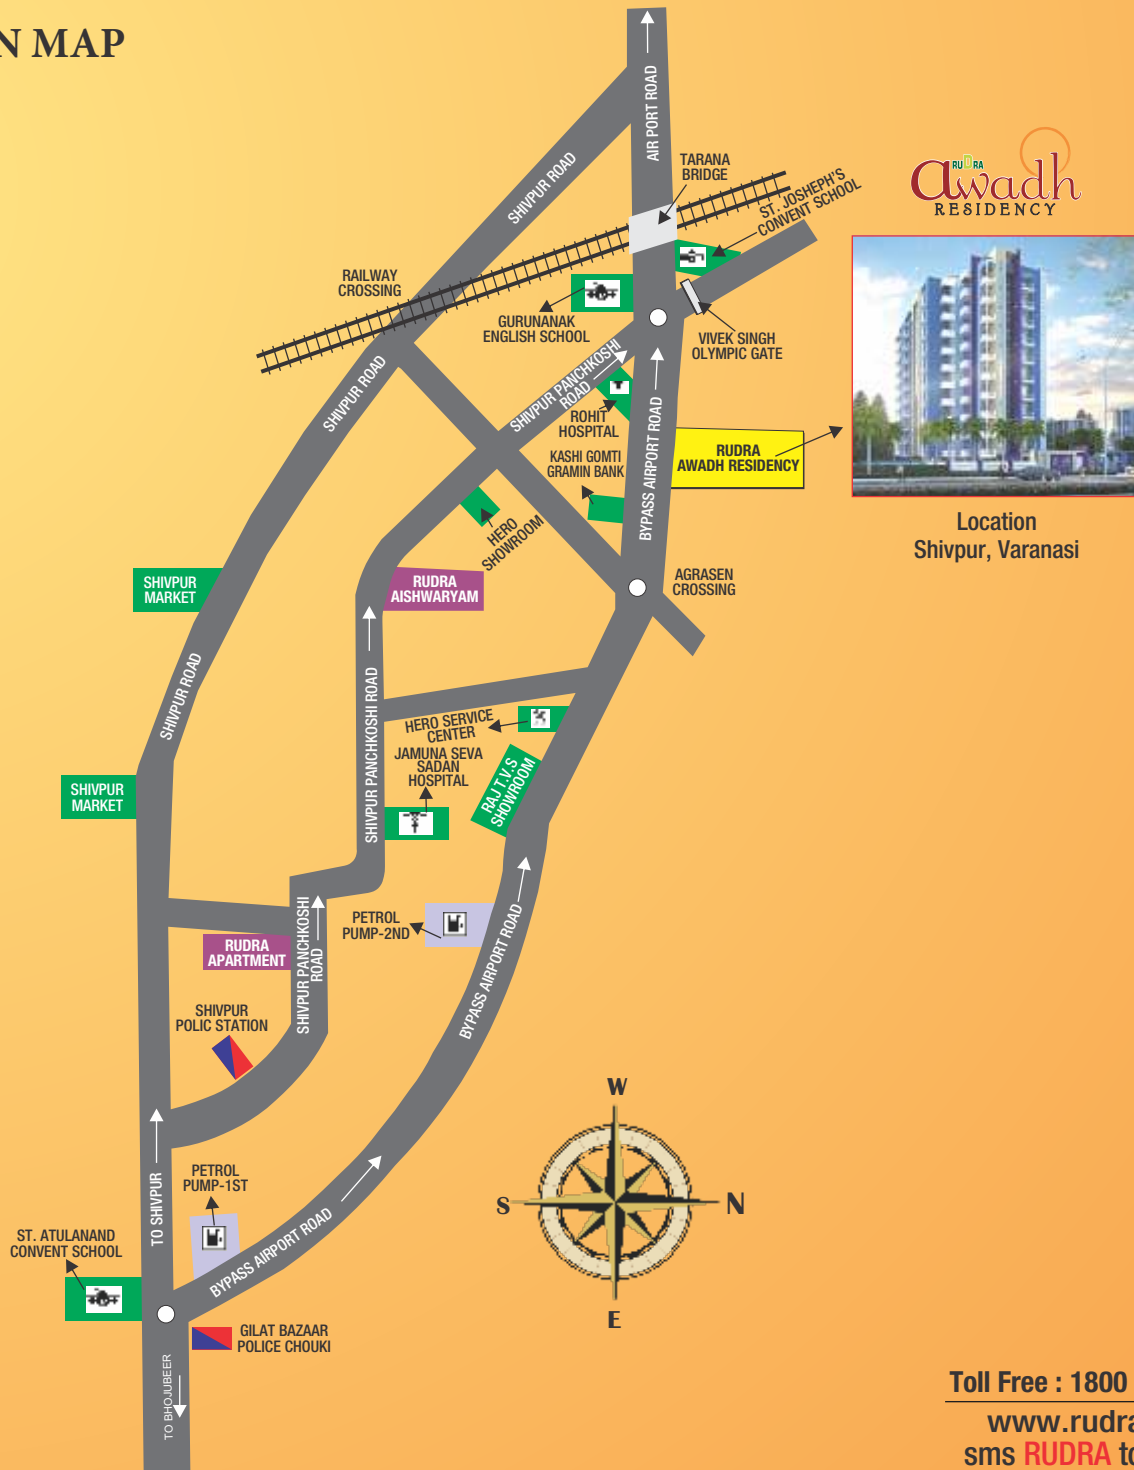 N MAP
AIR PORT ROAD
TARANA
BRIDGE
ST. JOSHEPH'S
CONVENT SCHOOL
RUDRA
awadh
RESIDENCY
SHIVPUR ROAD
RAILWAY
CROSSING
GURUNANAK
ENGLISH SCHOOL
VIVEK SINGH
OLYMPIC GATE
SHIVPUR ROAD
SHIVPUR PANCHKOSHI
ROAD
ROHIT
HOSPITAL
BYPASS AIRPORT ROAD
KASHI GOMTI
GRAMIN BANK
RUDRA
AWADH RESIDENCY
Location
Shivpur, Varanasi
HERO
SHOWROOM
SHIVPUR
MARKET
RUDRA
AISHWARYAM
AGRASEN
CROSSING
SHIVPUR ROAD
SHIVPUR PANCHKOSHI ROAD
HERO SERVICE
CENTER
JAMUNA SEVA
SADAN
HOSPITAL
RAJ T.V.S
SHOWROOM
SHIVPUR
MARKET
PETROL
PUMP-2ND
BYPASS AIRPORT ROAD
RUDRA
APARTMENT
SHIVPUR PANCHKOSHI
ROAD
SHIVPUR
POLIC STATION
W
S
N
E
PETROL
PUMP-1ST
TO SHIVPUR
BYPASS AIRPORT ROAD
ST. ATULANAND
CONVENT SCHOOL
GILAT BAZAAR
POLICE CHOUKI
TO BHOJUBEER
Toll Free : 1800
www.rudra
sms RUDRA to